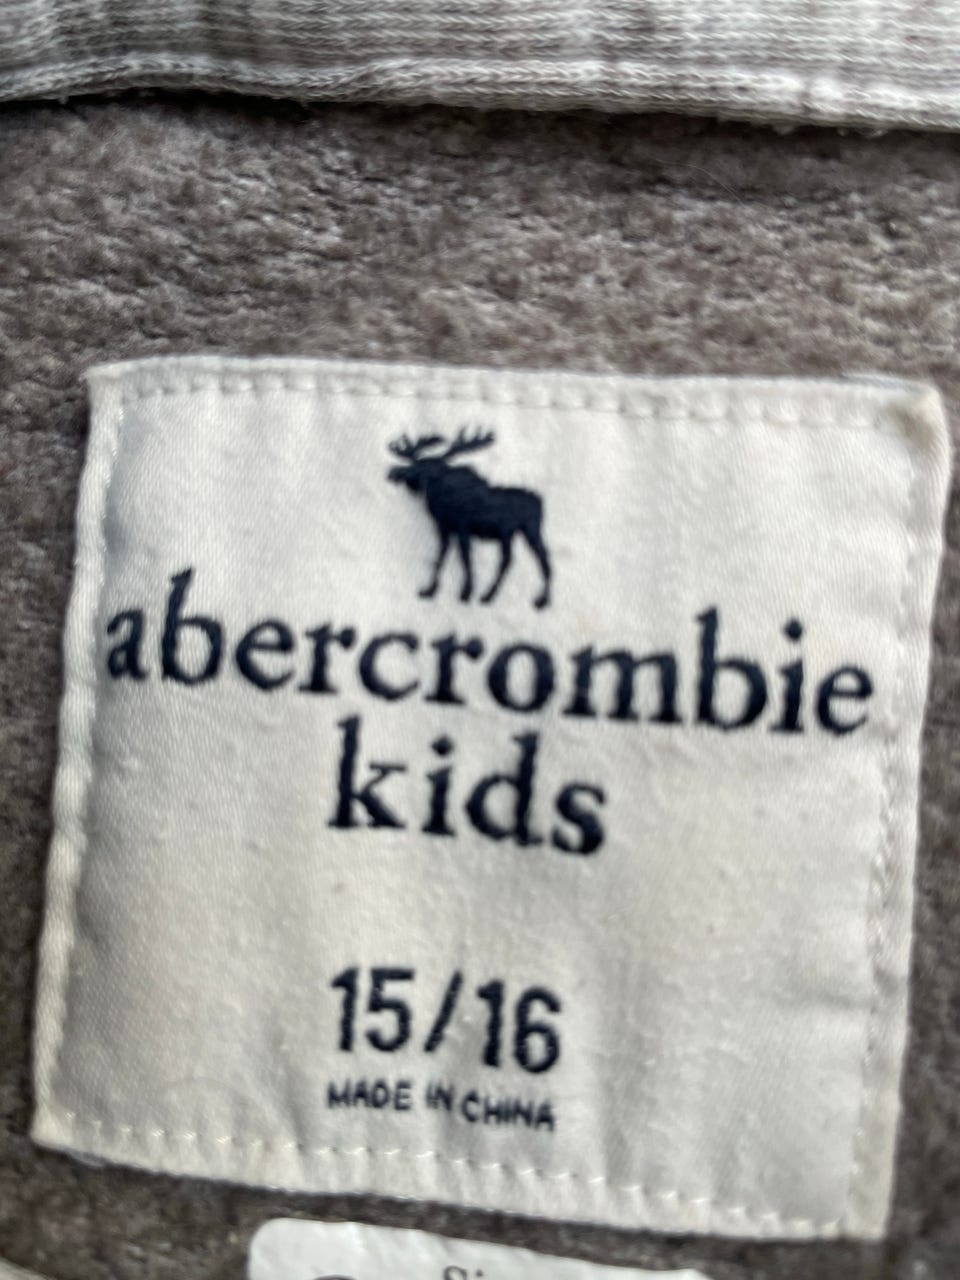 abercrombie
kids
15/16
MADE IN CHINA